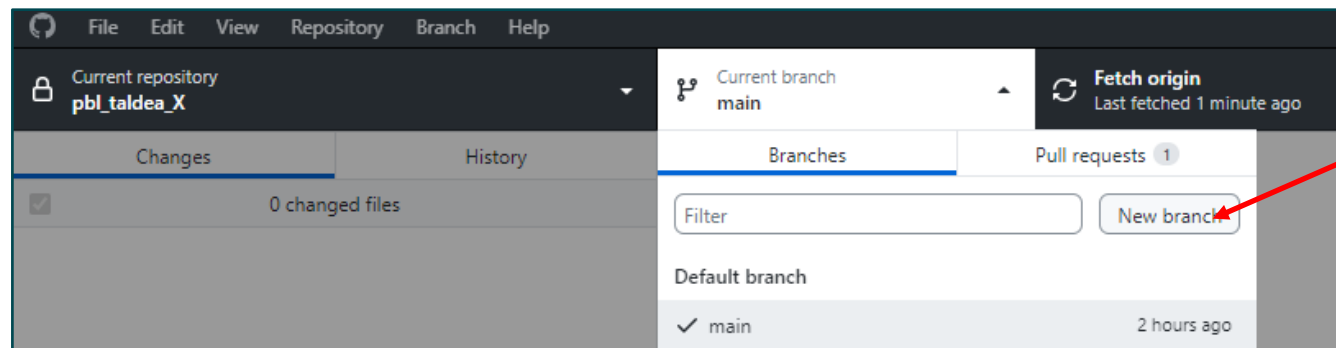 File Edit View Repository Branch Help
Current repository
pbl_taldea_X
Current branch
main
Fetch origin
Last fetched 1 minute ago
Changes History
Branches Pull requests 1
0 changed files
Filter New branch
Default branch
main 2 hours ago